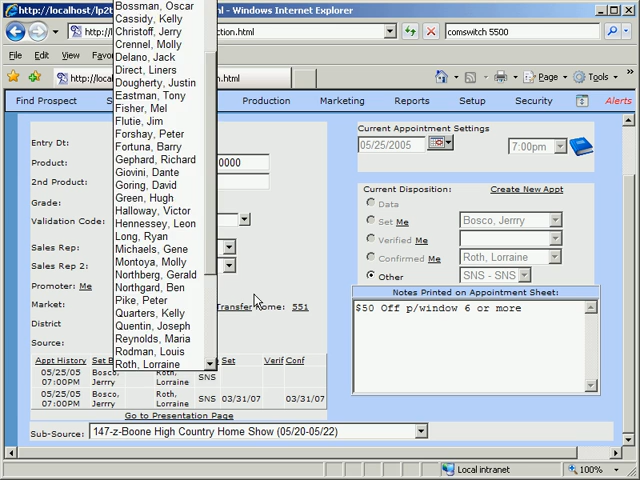 http://localhost/lp2t
l - Windows Internet Explorer
http://l
ction.html
comswitch 5500
File Edit View Favo
http://loca
tion.html
Page Tools
Find Prospect S Production Marketing Reports Setup Security Alerts
Bossman, Oscar
Cassidy, Kelly
Christoff, Jerry
Crennel, Molly
Delano, Jack
Direct, Liners
Dougherty, Justin
Eastman, Tony
Fisher, Mel
Flutie, Jim
Forshay, Peter
Fortuna, Barry
Gephard, Richard
Giovini, Dante
Goring, David
Green, Hugh
Halloway, Victor
Hennessey, Leon
Long, Ryan
Michaels, Gene
Montoya, Molly
Northberg, Gerald
Northgard, Ben
Pike, Peter
Quarters, Kelly
Quentin, Joseph
Reynolds, Maria
Rodman, Louis
Roth, Lorraine
Entry Dt:
Product: 0000
2nd Product:
Grade:
Validation Code:
Sales Rep:
Sales Rep 2:
Promoter: Me
Market: Transfer Home: 551
District
Source:
Current Appointment Settings
05/25/2005 7:00pm
Current Disposition: Create New Appt
Data
Set Me Bosco, Jerrry
Verified Me
Confirmed Me Roth, Lorraine
Other SNS - SNS
Notes Printed on Appointment Sheet:
$50 Off p/window 6 or more
Appt History Set B Set Verif Conf
05/25/05 07:00PM Bosco, Jerrry Roth, Lorraine SNS
05/25/05 07:00PM Bosco, Jerrry Roth, Lorraine SNS 03/31/07 03/31/07
Go to Presentation Page
Sub-Source: 147-z-Boone High Country Home Show (05/20-05/22)
Local intranet 100%